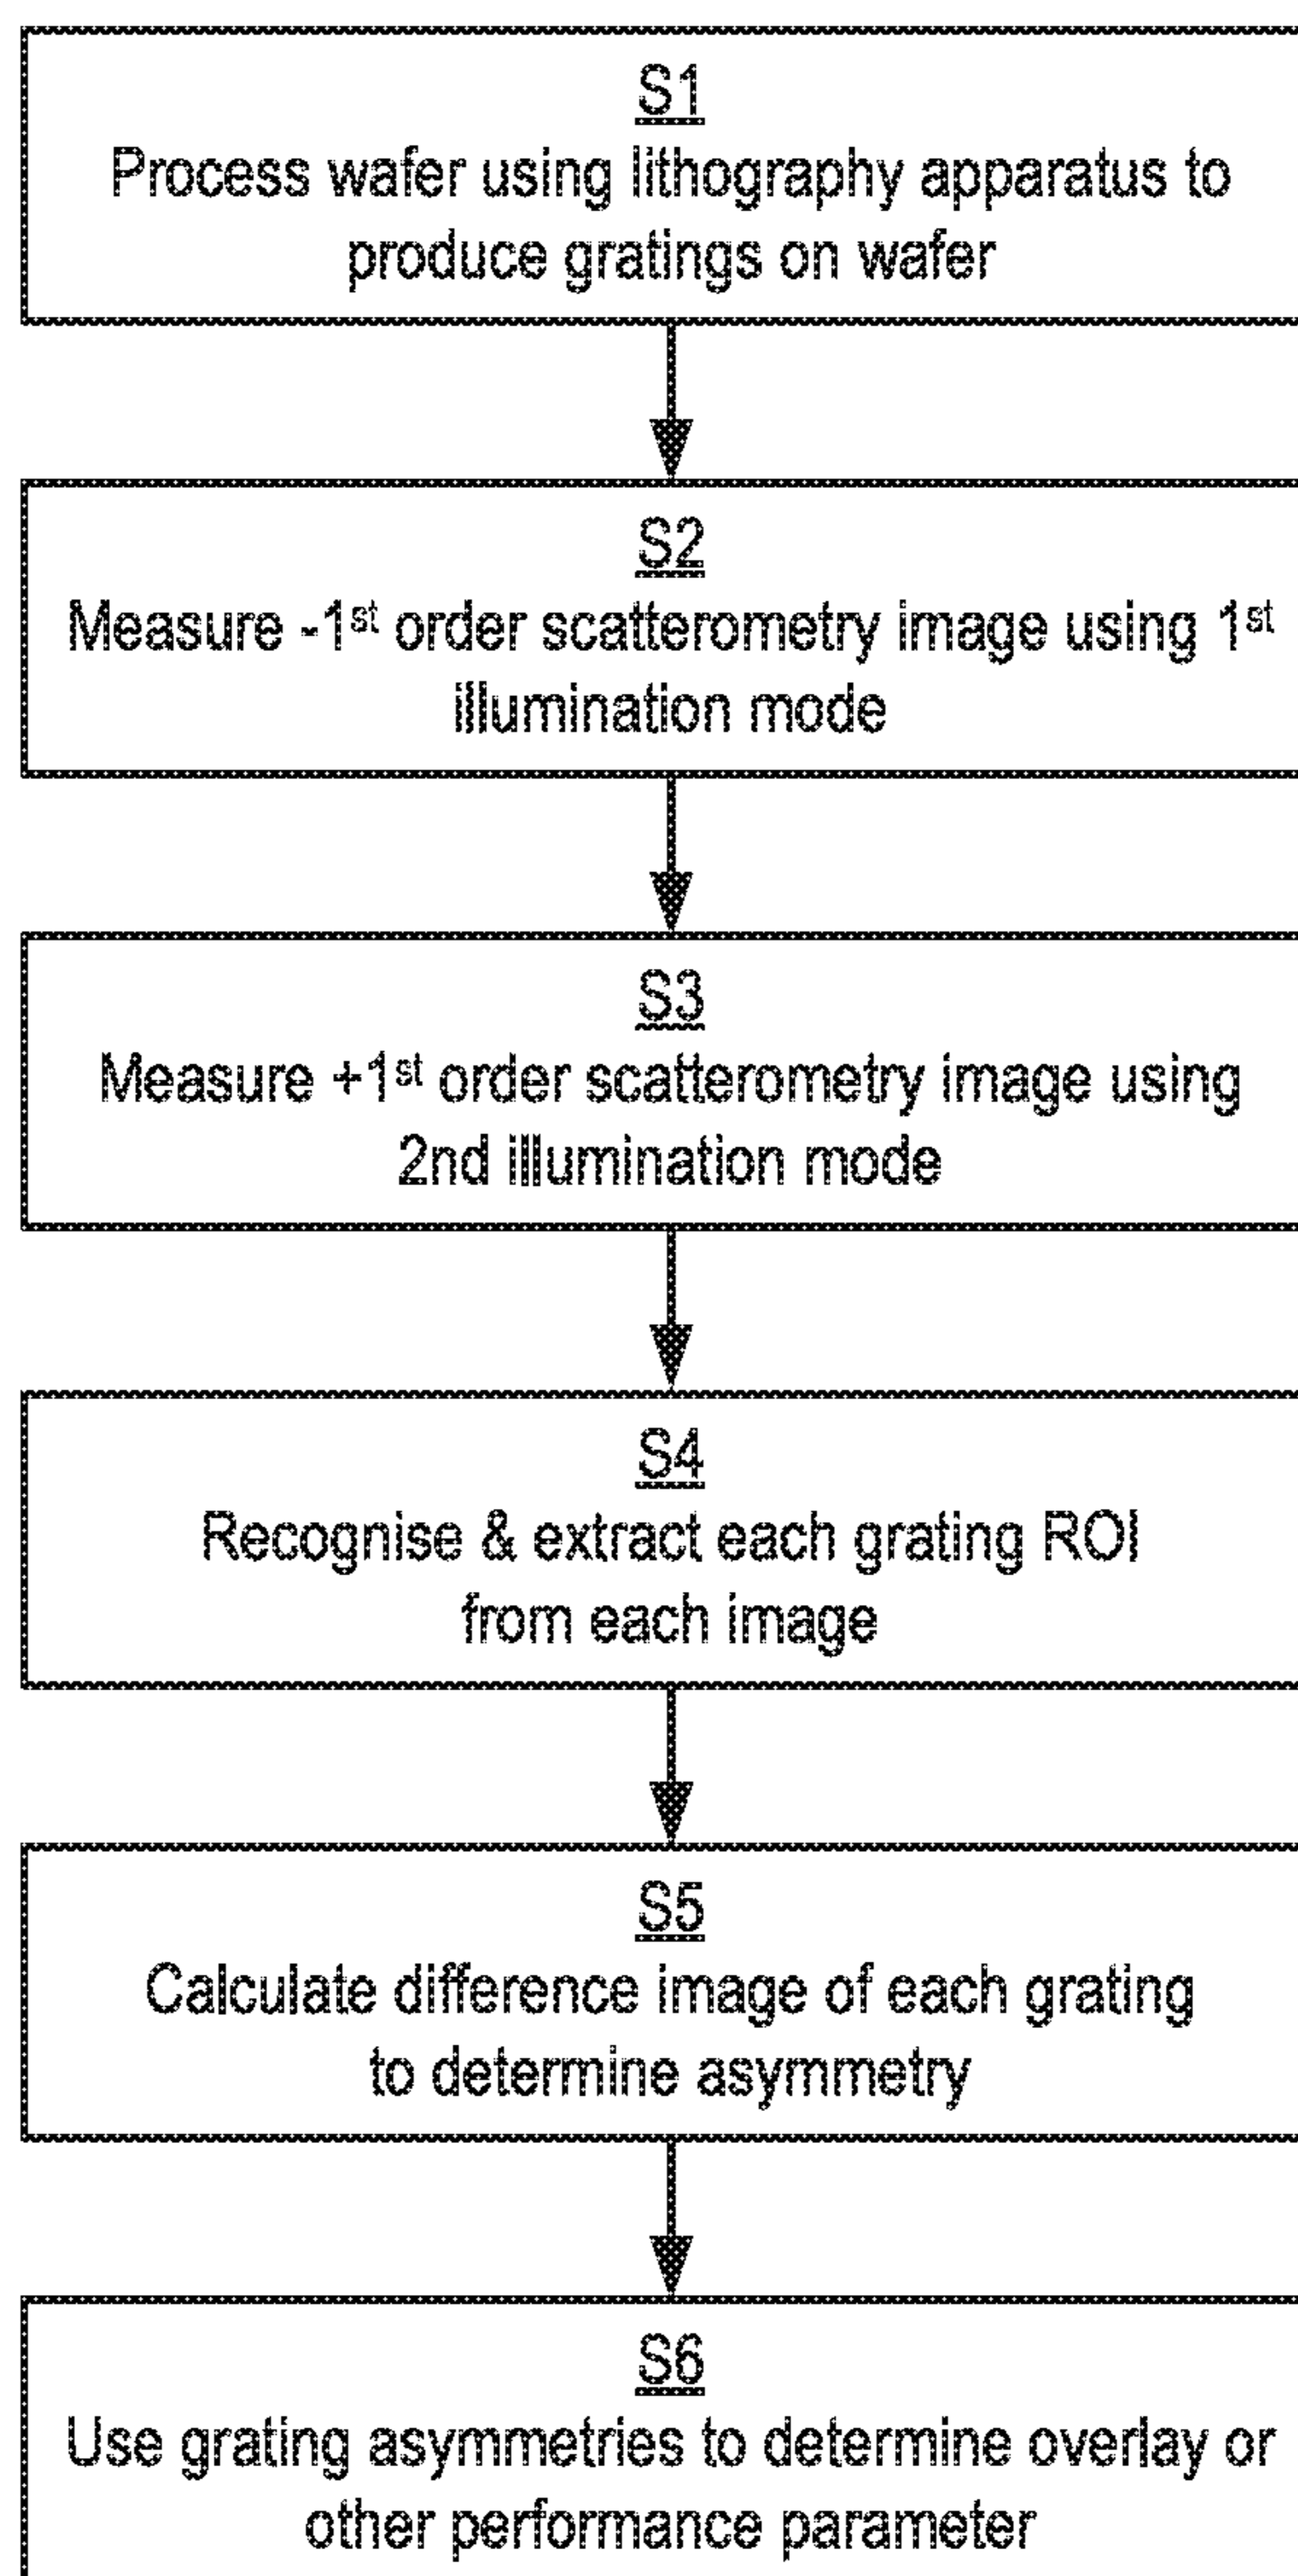 S1
Process wafer using lithography apparatus to
produce gratings on wafer
S2
Measure -1st order scatterometry image using 1st
illumination mode
S3
Measure +1st order scatterometry image using
2nd illumination mode
S4
Recognise & extract each grating ROI
from each image
S5
Calculate difference image of each grating
to determine asymmetry
S6
Use grating asymmetries to determine overlay or
other performance parameter